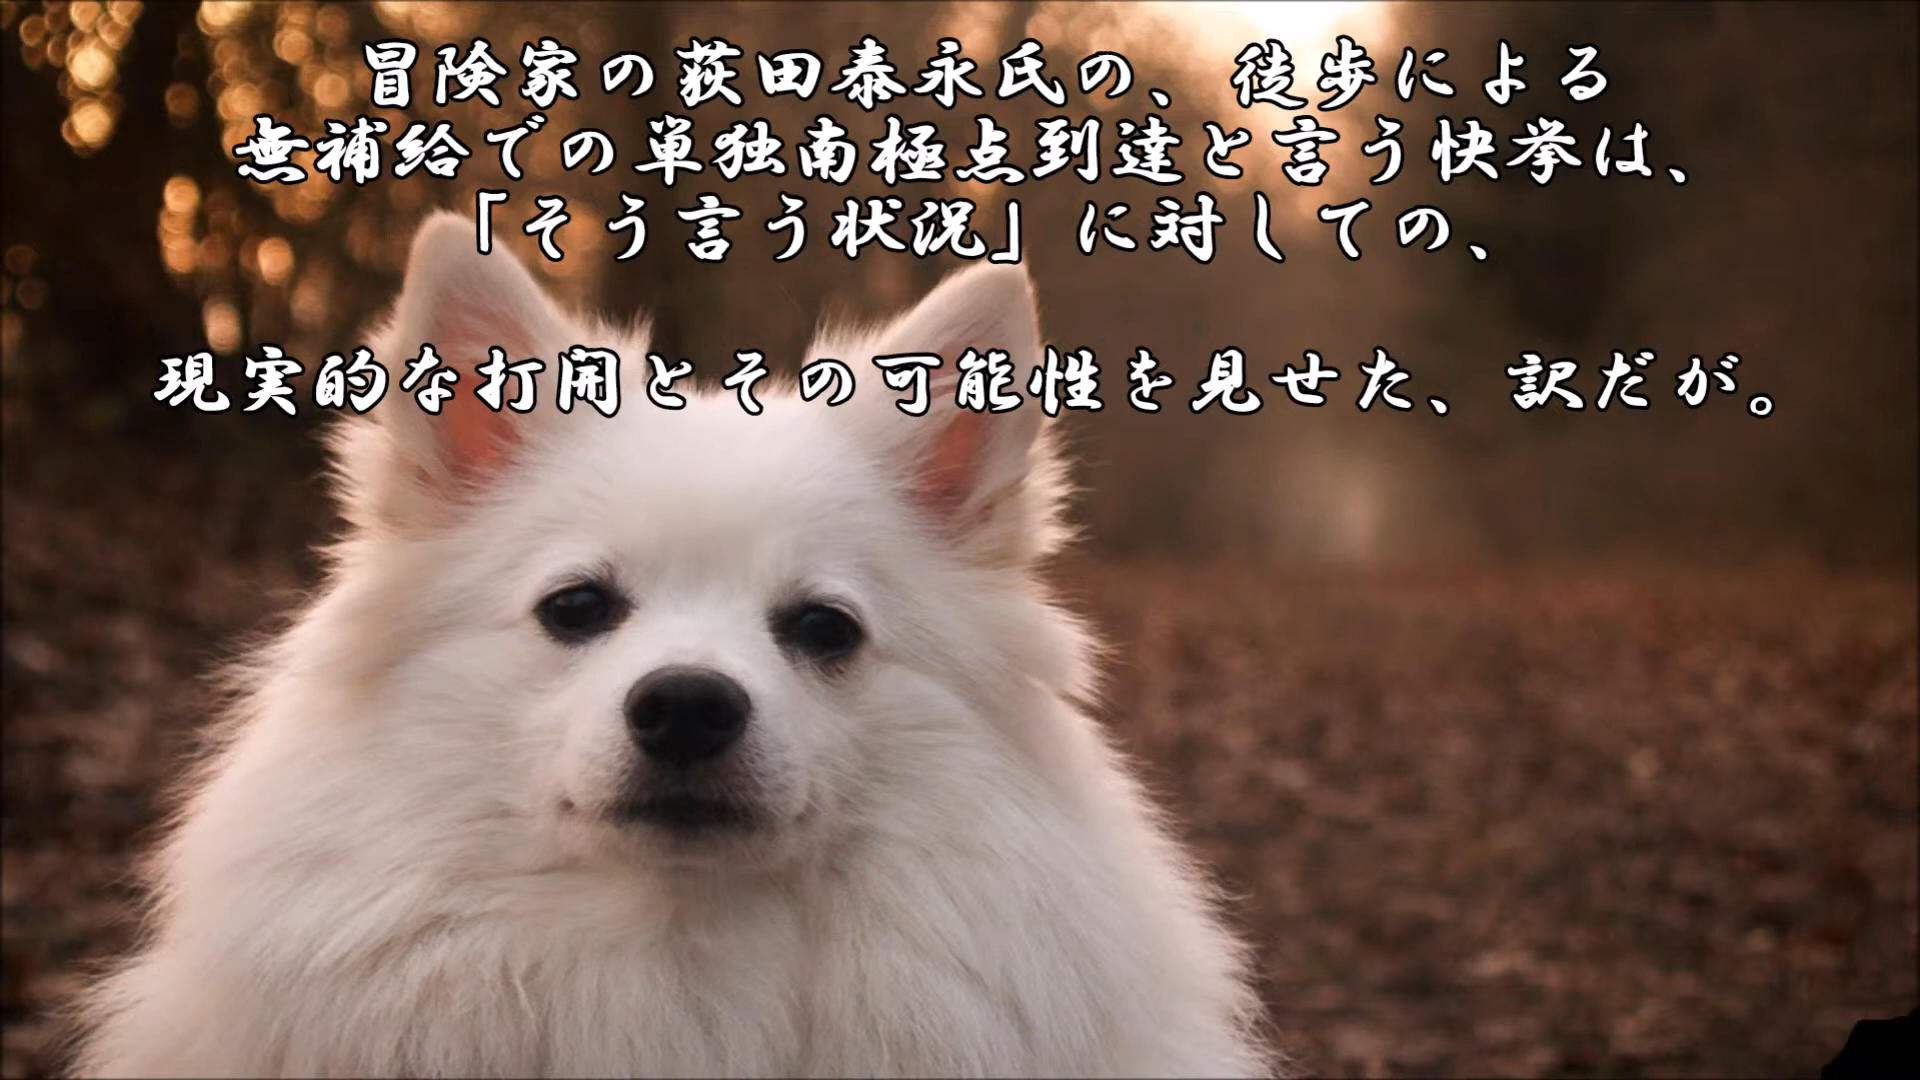 冒険家の荻田泰永氏の、徒歩による
無補給での単独南極点到達と言う快挙は、
「そう言う状況」に対しての、
現実的な打開とその可能性を見せた、訳だが。